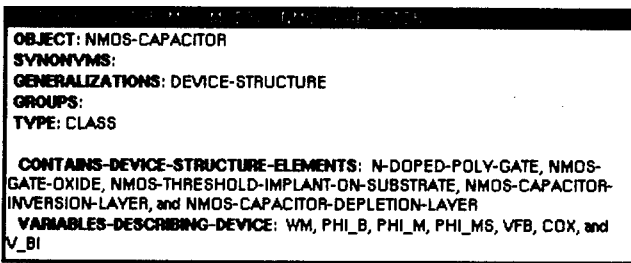 OBJECT: NMOS-CAPACITOR
SYNONYMS:
GENERALIZATIONS: DEVICE-STRUCTURE
GROUPS:
TYPE: CLASS
CONTAINS-DEVICE-STRUCTURE-ELEMENTS: N-DOPED-POLY-GATE, NMOS-
GATE-OXIDE, NMOS-THRESHOLD-IMPLANT-ON-SUBSTRATE, NMOS-CAPACITOR-
INVERSION-LAYER, and NMOS-CAPACITOR-DEPLETION-LAYER
VARIABLES-DESCRIBING-DEVICE: WM, PHI_B, PHI_M, PHI_MS, VFB, COX, and
V_BI